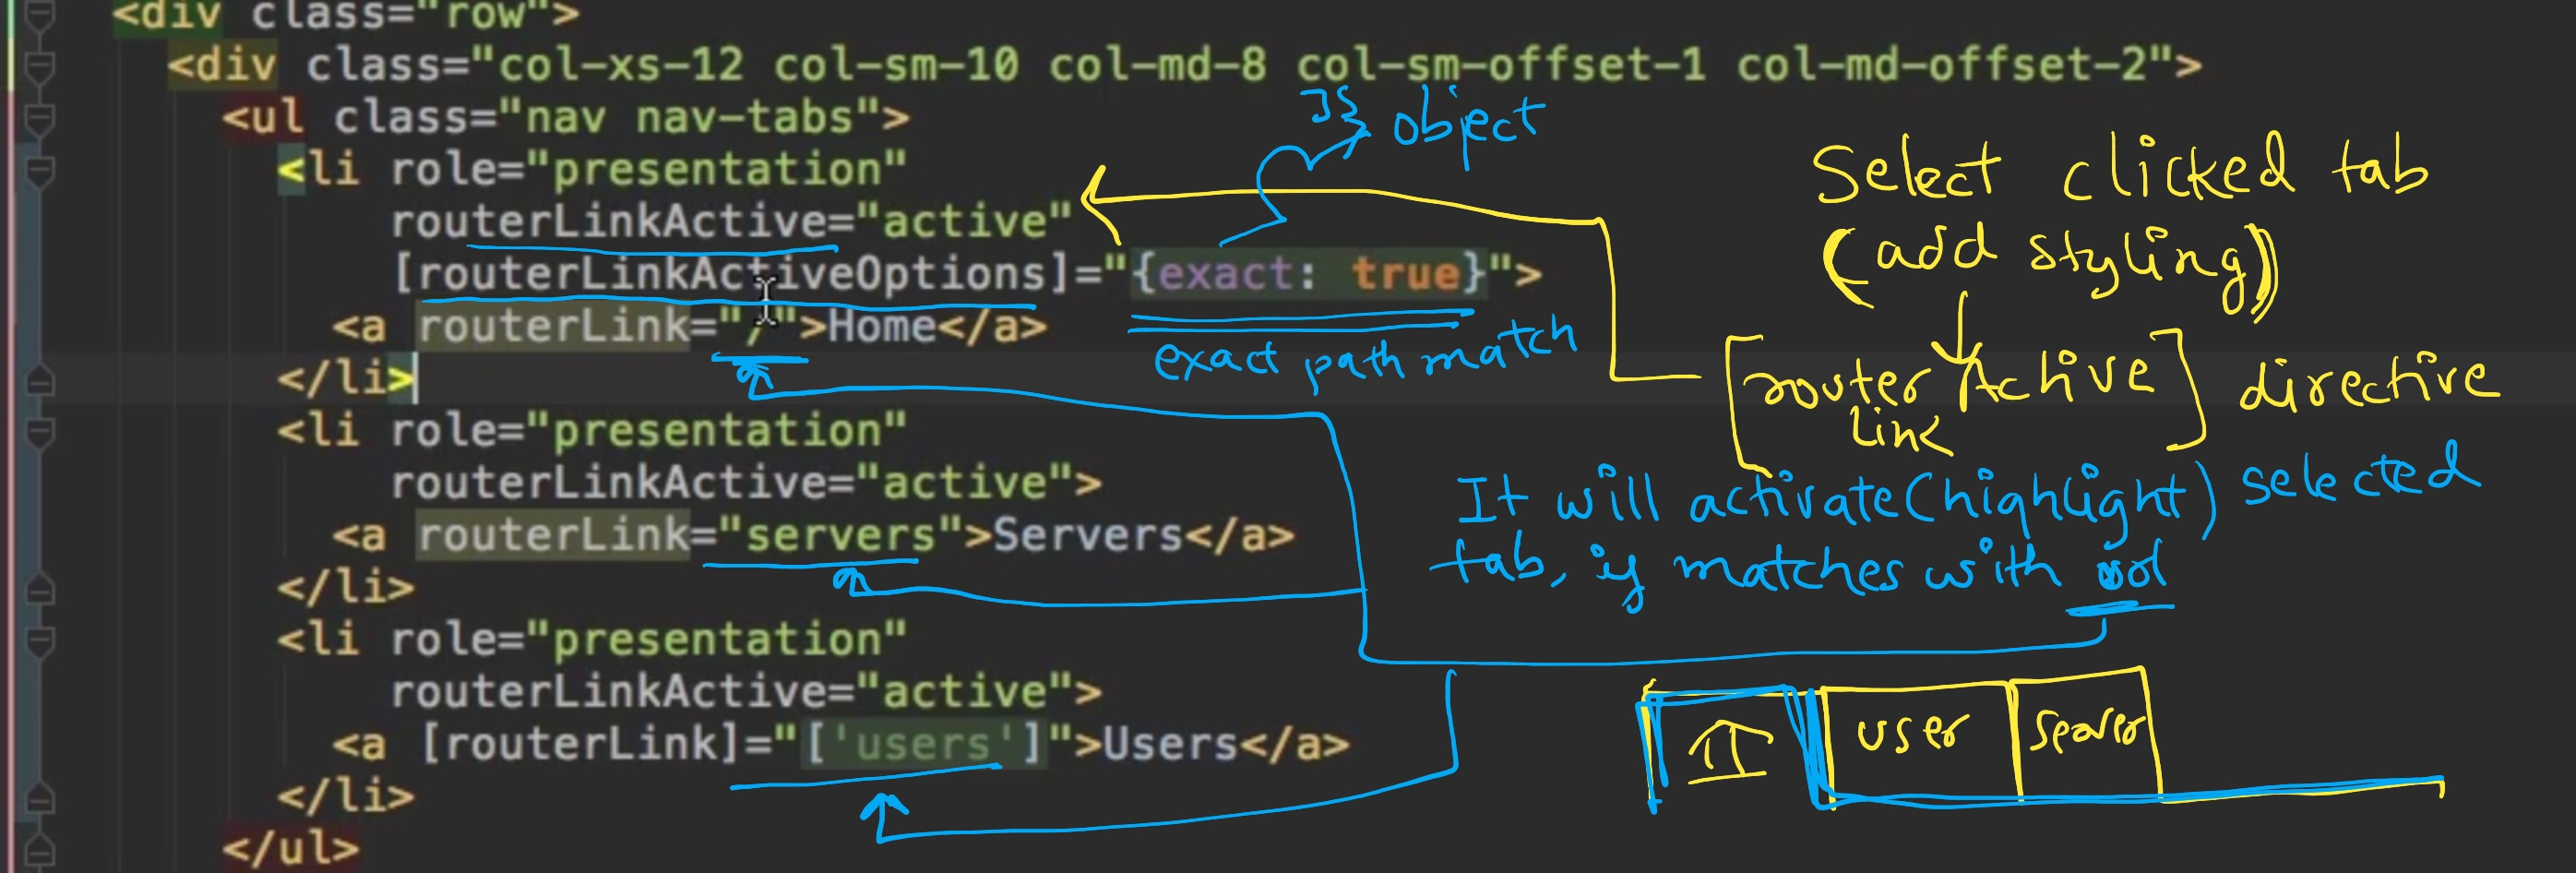 <div class="row">
<div class="col-xs-12 col-sm-10 col-md-8 col-sm-offset-1 col-md-offset-2">
<ul class="nav nav-tabs">
<li role="presentation"
routerLinkActive="active"
[routerLinkActiveOptions]="{exact: true}">
<a routerLink="/">Home</a>
</li>
<li role="presentation"
routerLinkActive="active">
<a routerLink="servers">Servers</a>
</li>
<li role="presentation"
routerLinkActive="active">
<a [routerLink]="['users']">Users</a>
</li>
</ul>
JS object
exact path match
Select clicked tab
(add styling)
[router Active] directive
Link
It will activate(highlight) selected
tab, if matches with
user